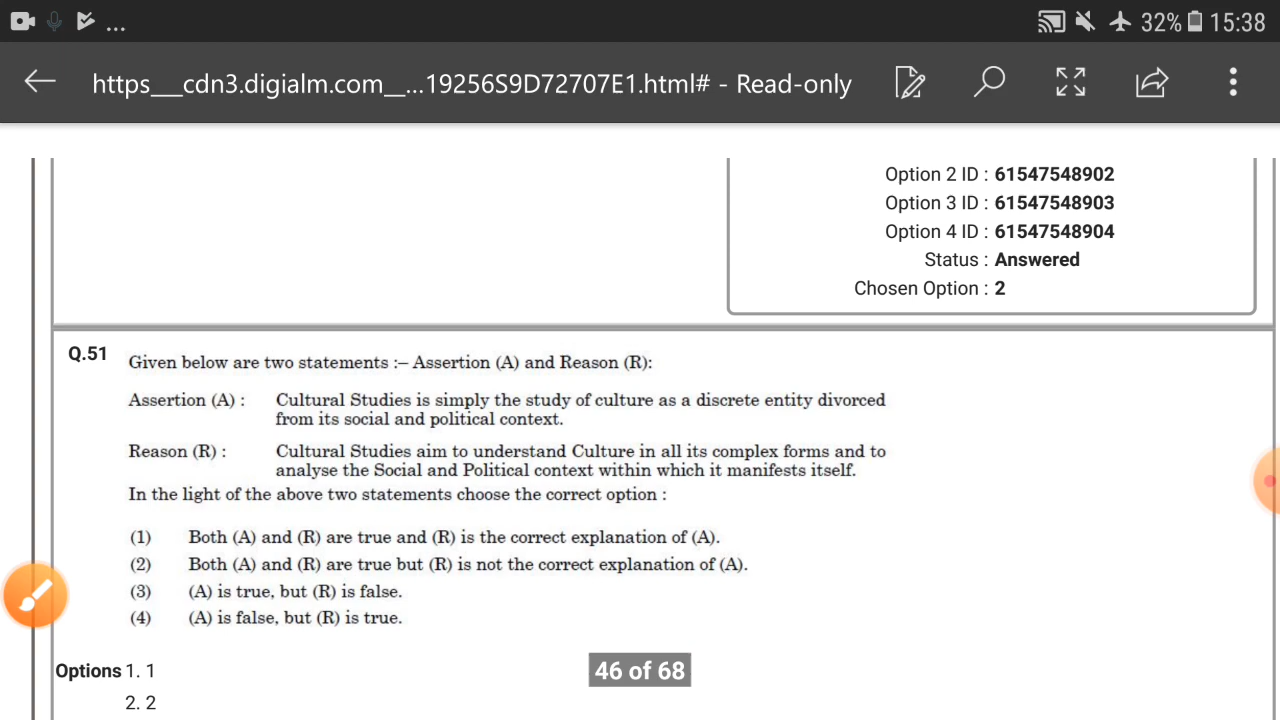 ... 32% 15:38
https___cdn3.digialm.com__...19256S9D72707E1.html# - Read-only
Option 2 ID : 61547548902
Option 3 ID : 61547548903
Option 4 ID : 61547548904
Status : Answered
Chosen Option : 2
Q.51 Given below are two statements :– Assertion (A) and Reason (R):
Assertion (A) : Cultural Studies is simply the study of culture as a discrete entity divorced
from its social and political context.
Reason (R) : Cultural Studies aim to understand Culture in all its complex forms and to
analyse the Social and Political context within which it manifests itself.
In the light of the above two statements choose the correct option :
(1) Both (A) and (R) are true and (R) is the correct explanation of (A).
(2) Both (A) and (R) are true but (R) is not the correct explanation of (A).
(3) (A) is true, but (R) is false.
(4) (A) is false, but (R) is true.
Options 1. 1
46 of 68
2. 2